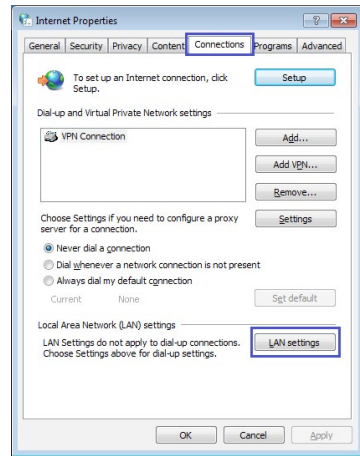 Internet Properties
General Security Privacy Content Connections Programs Advanced
To set up an Internet connection, click
Setup.
Setup
Dial-up and Virtual Private Network settings
VPN Connection
Add...
Add VPN...
Remove...
Choose Settings if you need to configure a proxy
server for a connection.
Settings
Never dial a connection
Dial whenever a network connection is not present
Always dial my default connection
Current None
Set default
Local Area Network (LAN) settings
LAN Settings do not apply to dial-up connections.
Choose Settings above for dial-up settings.
LAN settings
OK Cancel Apply